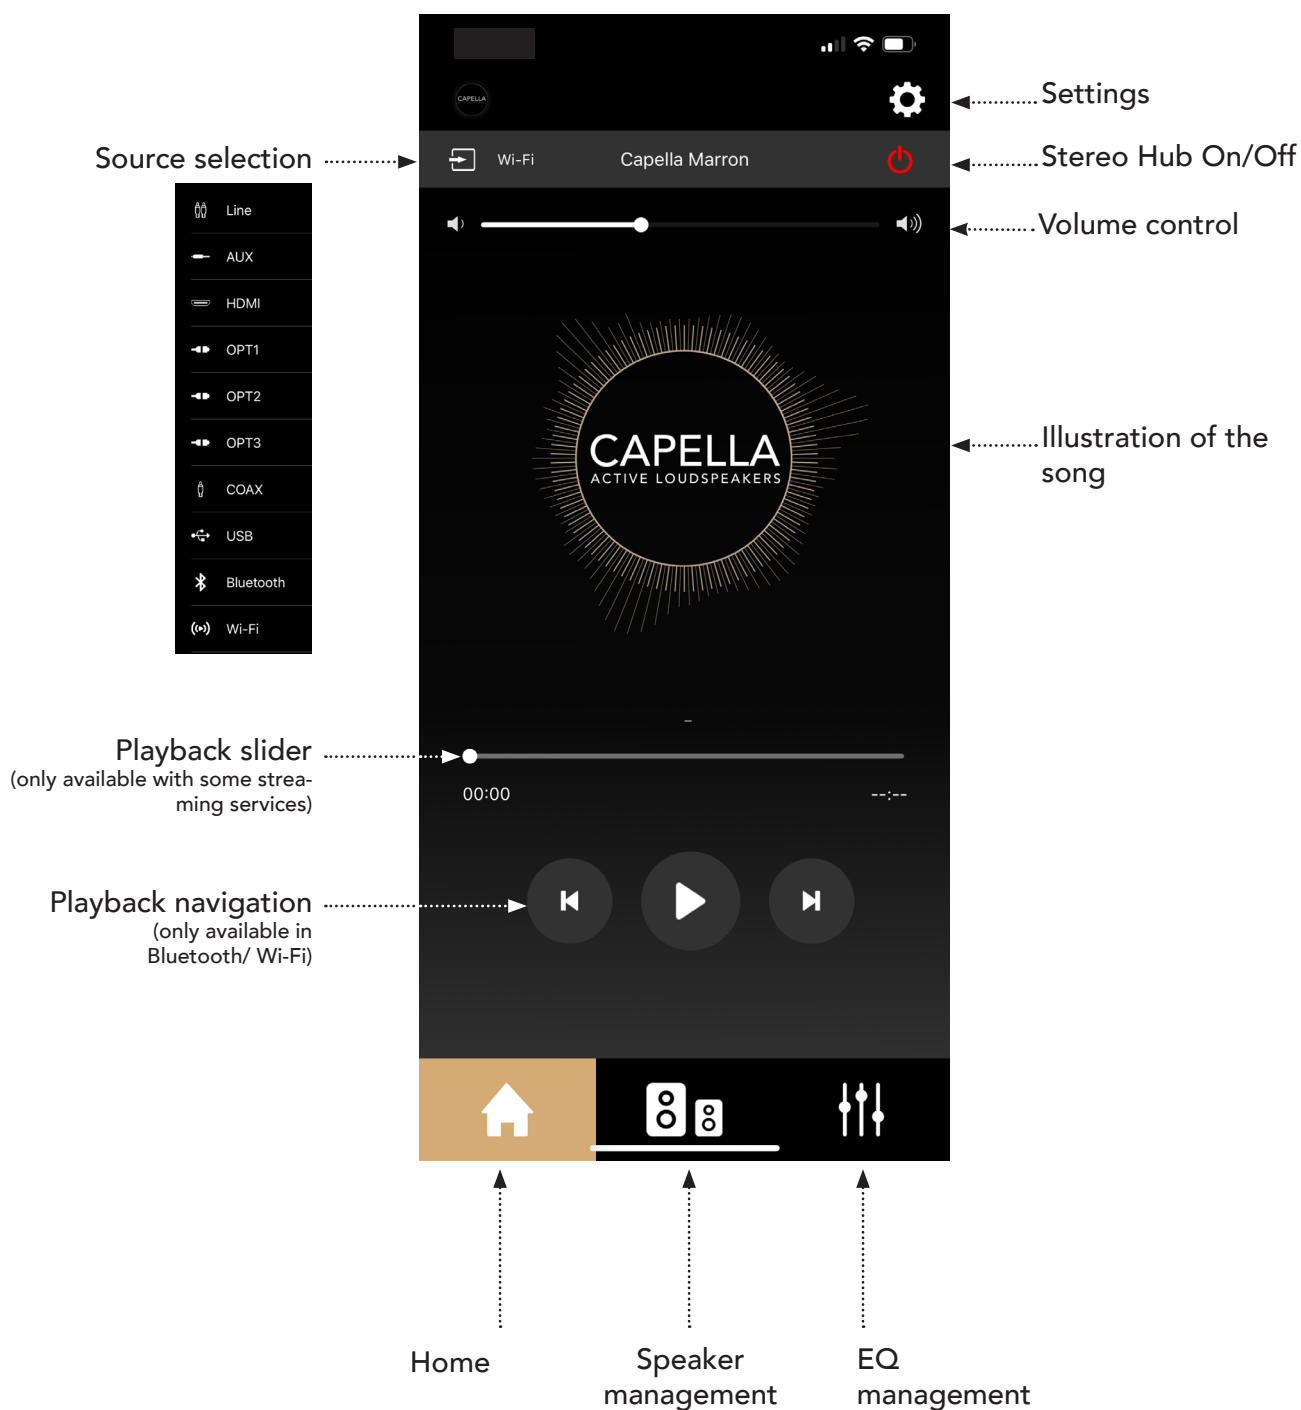 CAPELLA
Settings
Source selection
Wi-Fi
Capella Marron
Stereo Hub On/Off
Line
AUX
HDMI
OPT1
OPT2
OPT3
COAX
USB
Bluetooth
Wi-Fi
Volume control
CAPELLA
ACTIVE LOUDSPEAKERS
Illustration of the
song
–
Playback slider
(only available with some strea-
ming services)
00:00
--:--
Playback navigation
(only available in
Bluetooth/ Wi-Fi)
Home
Speaker
management
EQ
management